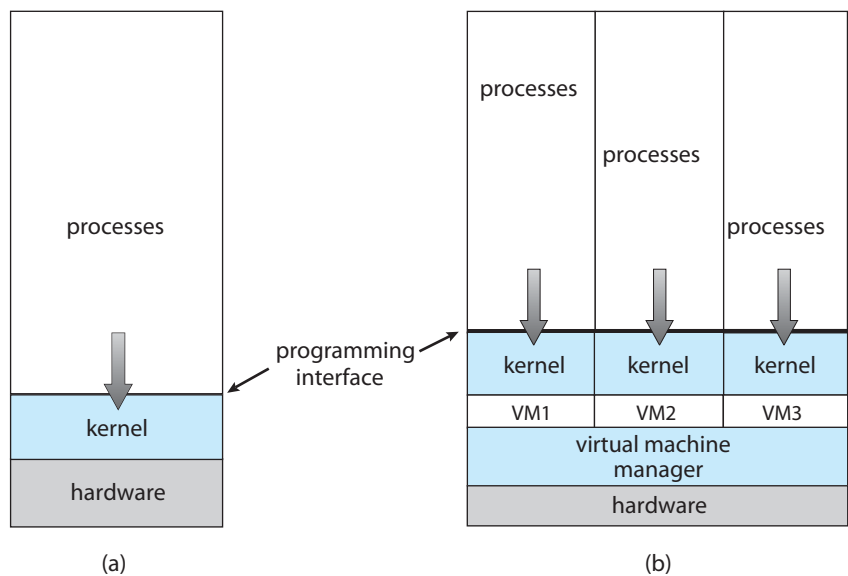 processes
programming
interface
kernel
hardware
(a)
processes
processes
processes
kernel kernel kernel
VM1 VM2 VM3
virtual machine
manager
hardware
(b)